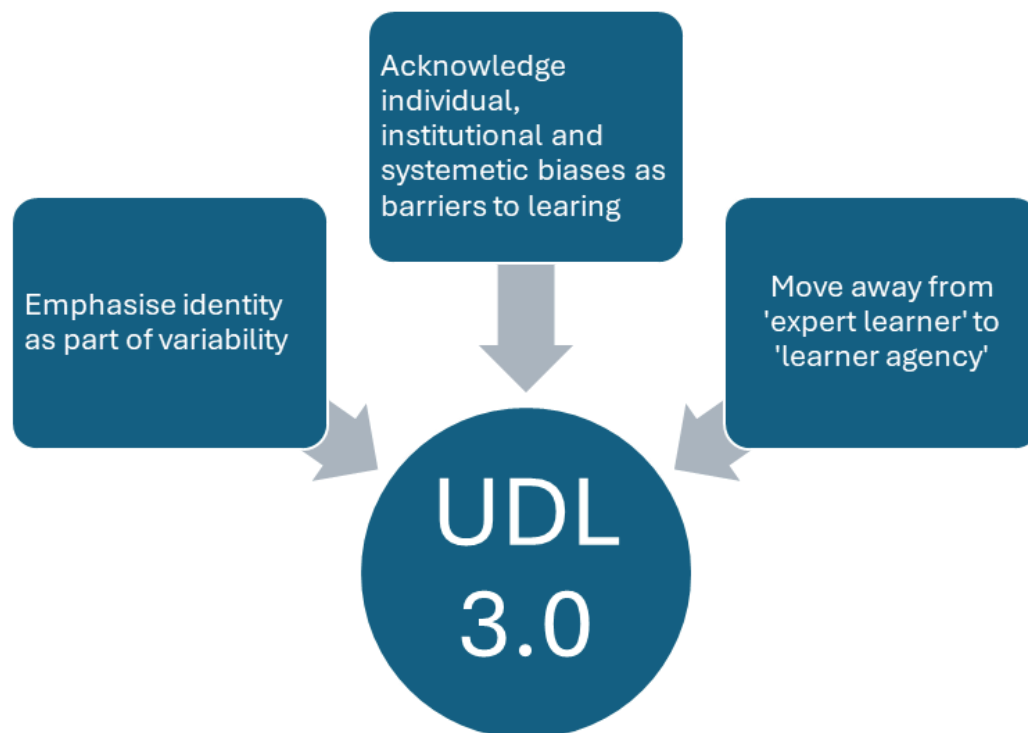 Acknowledge
individual,
institutional and
systemetic biases as
barriers to learing
Emphasise identity
as part of variability
Move away from
'expert learner' to
'learner agency'
UDL
3.0